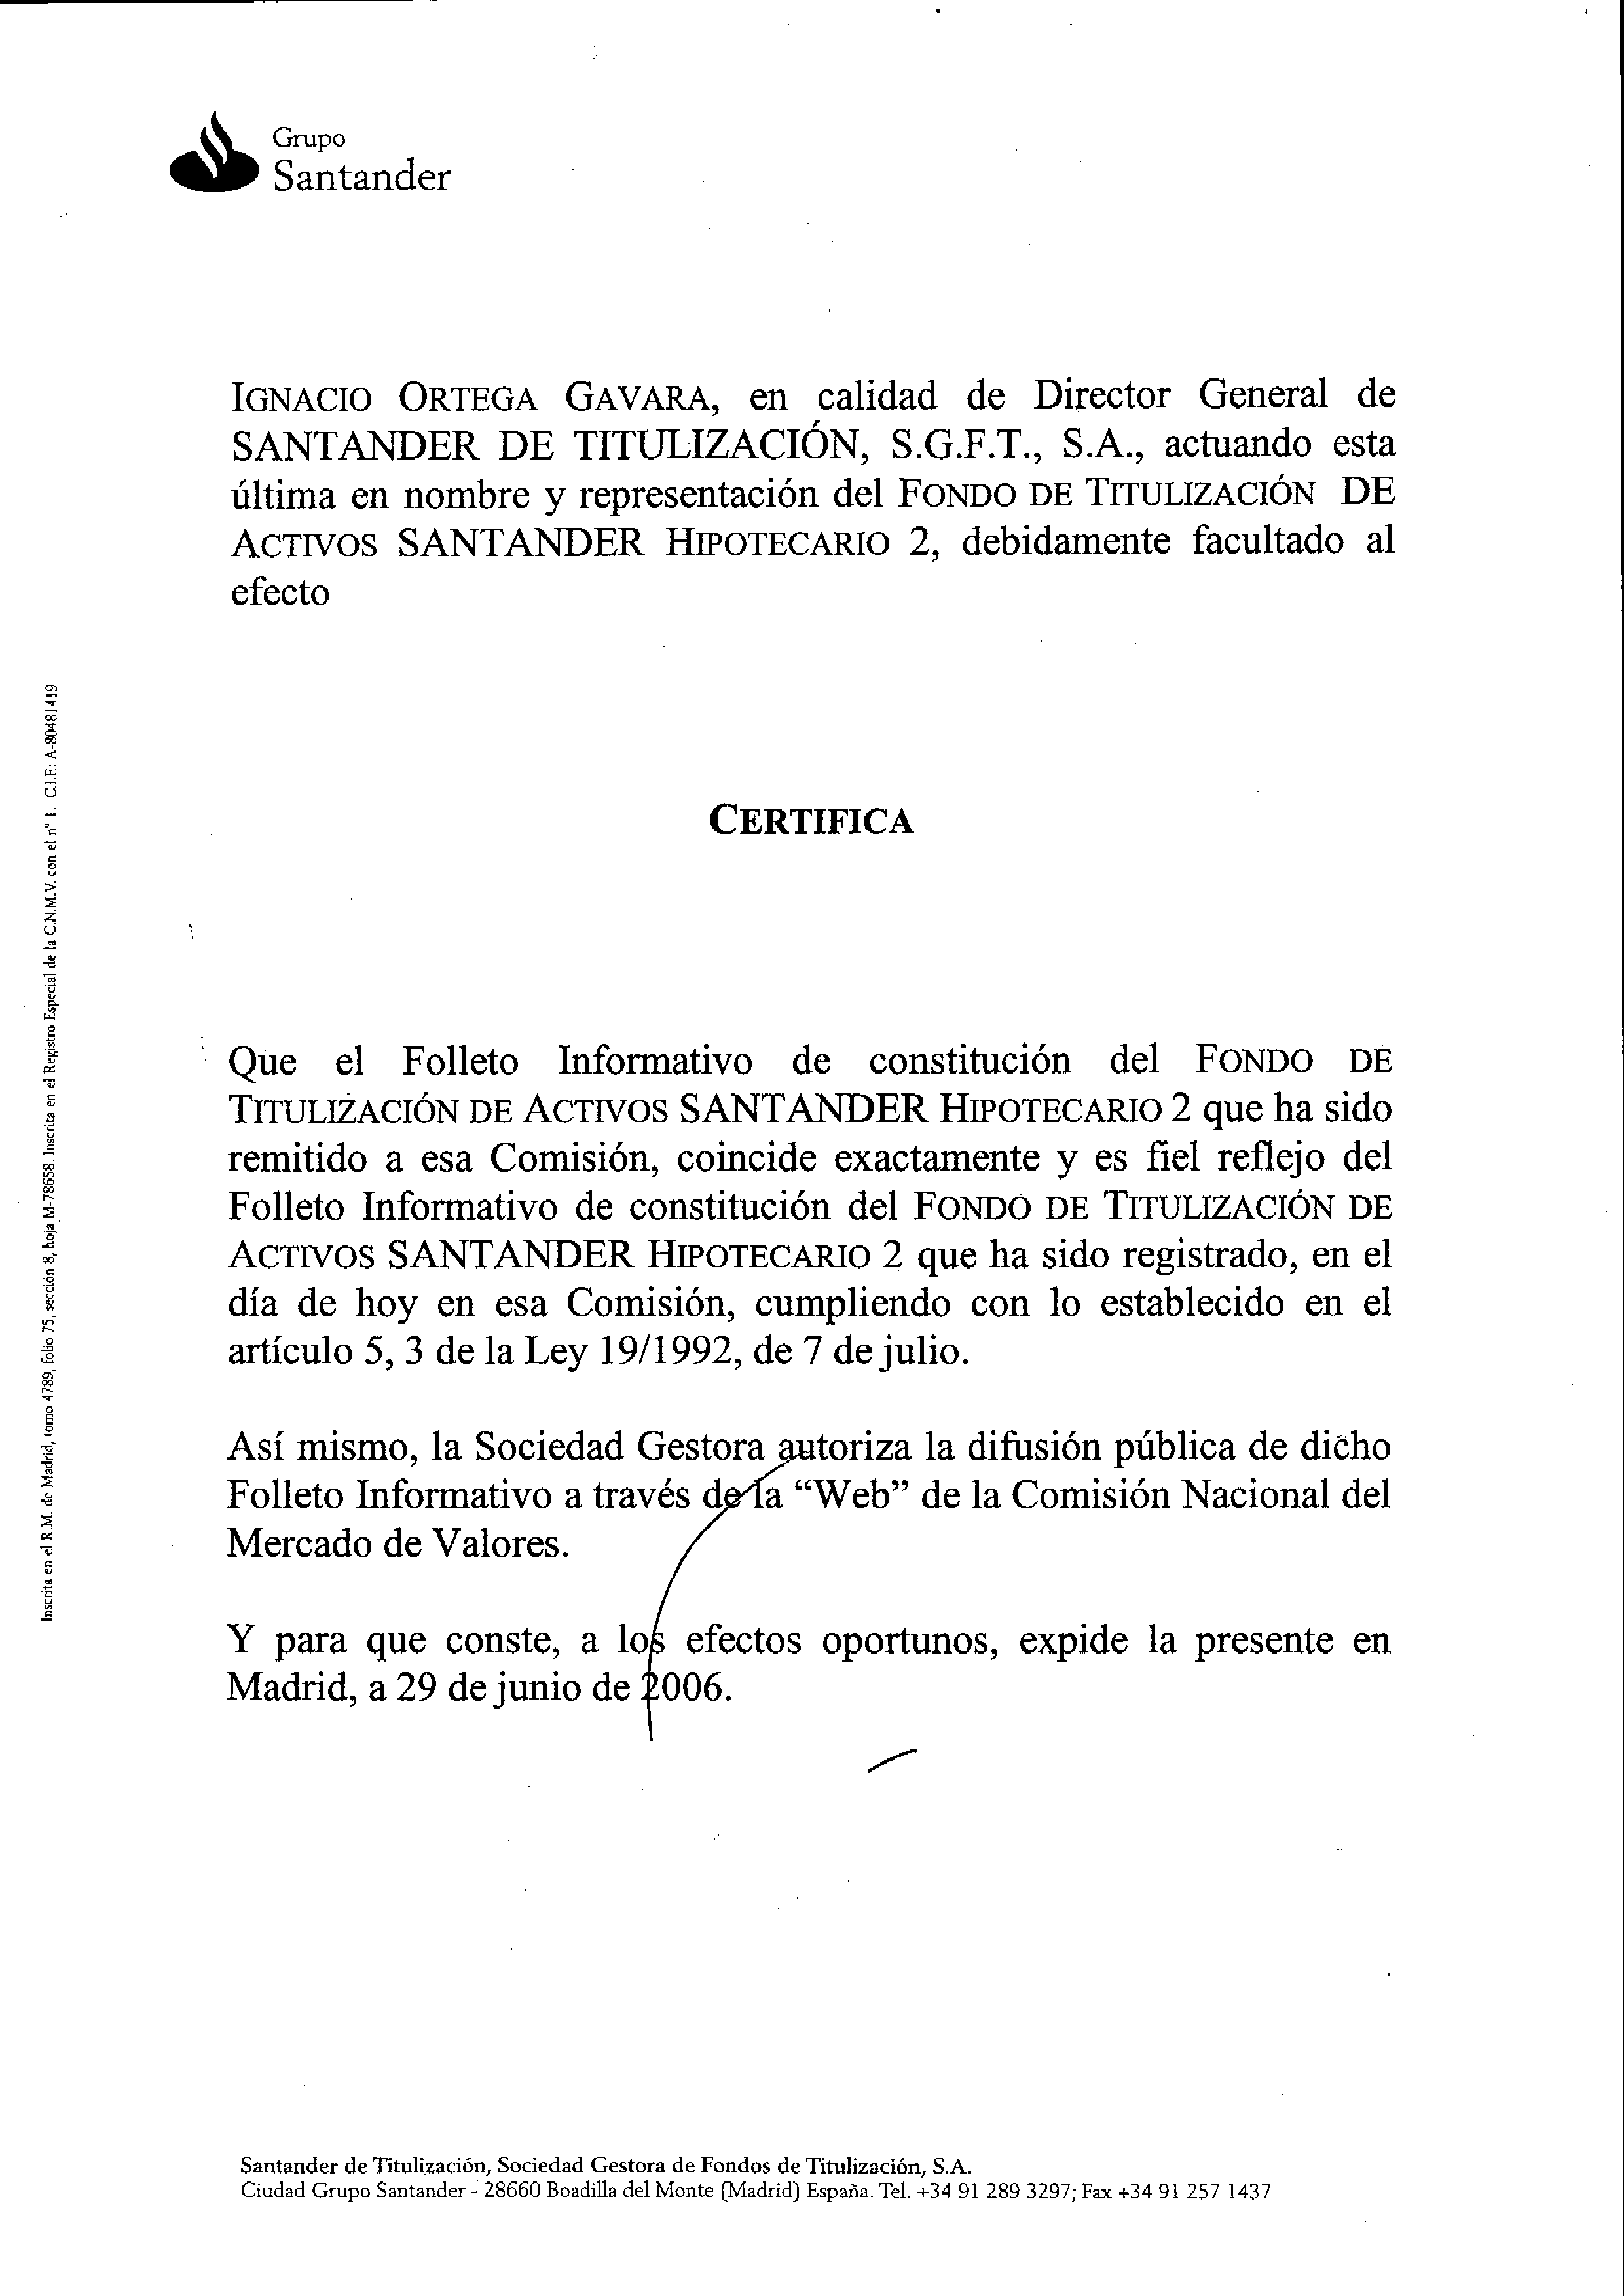 Grupo
Santander
IGNACIO ORTEGA GAVARA, en calidad de Director General de
SANTANDER DE TITULIZACIÓN, S.G.F.T., S.A., actuando esta
última en nombre y representación del FONDO DE TITULIZACIÓN DE
ACTIVOS SANTANDER HIPOTECARIO 2, debidamente facultado al
efecto
CERTIFICA
Que el Folleto Informativo de constitución del FONDO DE
TITULIZACIÓN DE ACTIVOS SANTANDER HIPOTECARIO 2 que ha sido
remitido a esa Comisión, coincide exactamente y es fiel reflejo del
Folleto Informativo de constitución del FONDO DE TITULIZACIÓN DE
ACTIVOS SANTANDER HIPOTECARIO 2 que ha sido registrado, en el
día de hoy en esa Comisión, cumpliendo con lo establecido en el
artículo 5, 3 de la Ley 19/1992, de 7 de julio.
Así mismo, la Sociedad Gestora autoriza la difusión pública de dicho
Folleto Informativo a través de la “Web” de la Comisión Nacional del
Mercado de Valores.
Y para que conste, a los efectos oportunos, expide la presente en
Madrid, a 29 de junio de 2006.
Inscrita en el R.M. de Madrid, tomo 4789, folio 75, sección 8, hoja M-78658. Inscrita en el Registro Especial de la C.N.M.V. con el nº 1. C.I.F.: A-80481419
Santander de Titulización, Sociedad Gestora de Fondos de Titulización, S.A.
Ciudad Grupo Santander - 28660 Boadilla del Monte (Madrid) España. Tel. +34 91 289 3297; Fax +34 91 257 1437